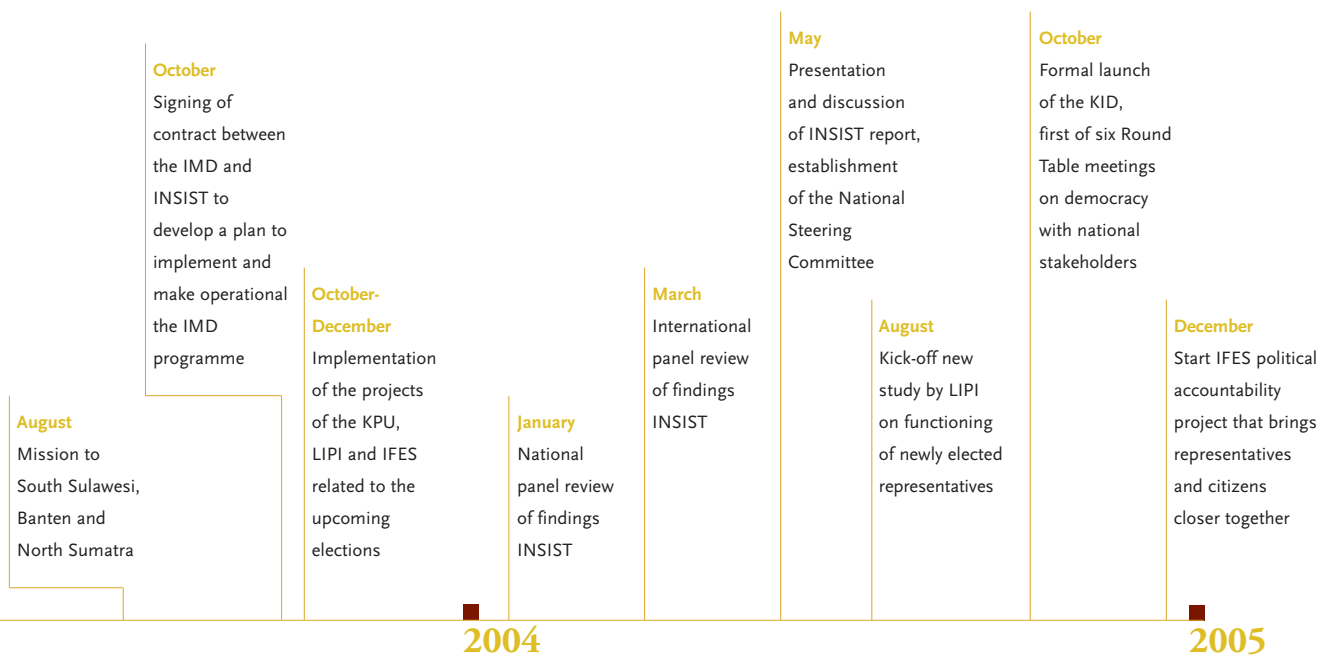 August
Mission to
South Sulawesi,
Banten and
North Sumatra
October
Signing of
contract between
the IMD and
INSIST to
develop a plan to
implement and
make operational
the IMD
programme
October-
December
Implementation
of the projects
of the KPU,
LIPI and IFES
related to the
upcoming
elections
2004
January
National
panel review
of findings
INSIST
March
International
panel review
of findings
INSIST
May
Presentation
and discussion
of INSIST report,
establishment
of the National
Steering
Committee
August
Kick-off new
study by LIPI
on functioning
of newly elected
representatives
October
Formal launch
of the KID,
first of six Round
Table meetings
on democracy
with national
stakeholders
December
Start IFES political
accountability
project that brings
representatives
and citizens
closer together
2005